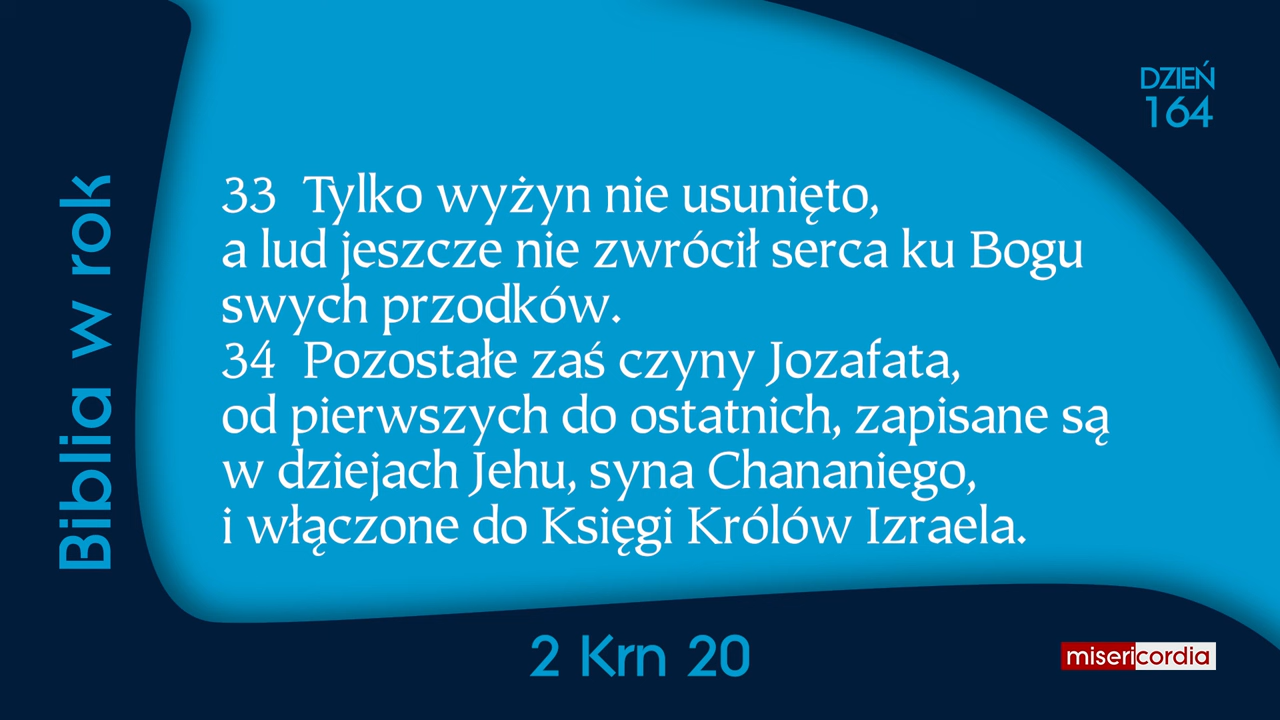 DZIEŃ
164
Biblia w rok
33 Tylko wyżyn nie usunięto,
a lud jeszcze nie zwrócił serca ku Bogu
swych przodków.
34 Pozostałe zaś czyny Jozafata,
od pierwszych do ostatnich, zapisane są
w dziejach Jehu, syna Chananiego,
i włączone do Księgi Królów Izraela.
2 Krn 20
misericordia